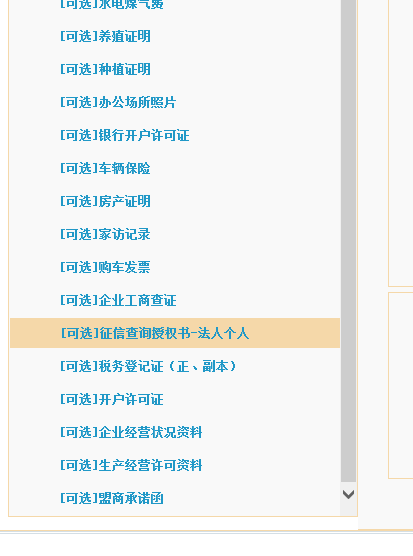 [可选]水电煤气费
[可选]养殖证明
[可选]种植证明
[可选]办公场所照片
[可选]银行开户许可证
[可选]车辆保险
[可选]房产证明
[可选]家访记录
[可选]购车发票
[可选]企业工商查证
[可选]征信查询授权书-法人个人
[可选]税务登记证（正、副本）
[可选]开户许可证
[可选]企业经营状况资料
[可选]生产经营许可资料
[可选]盟商承诺函